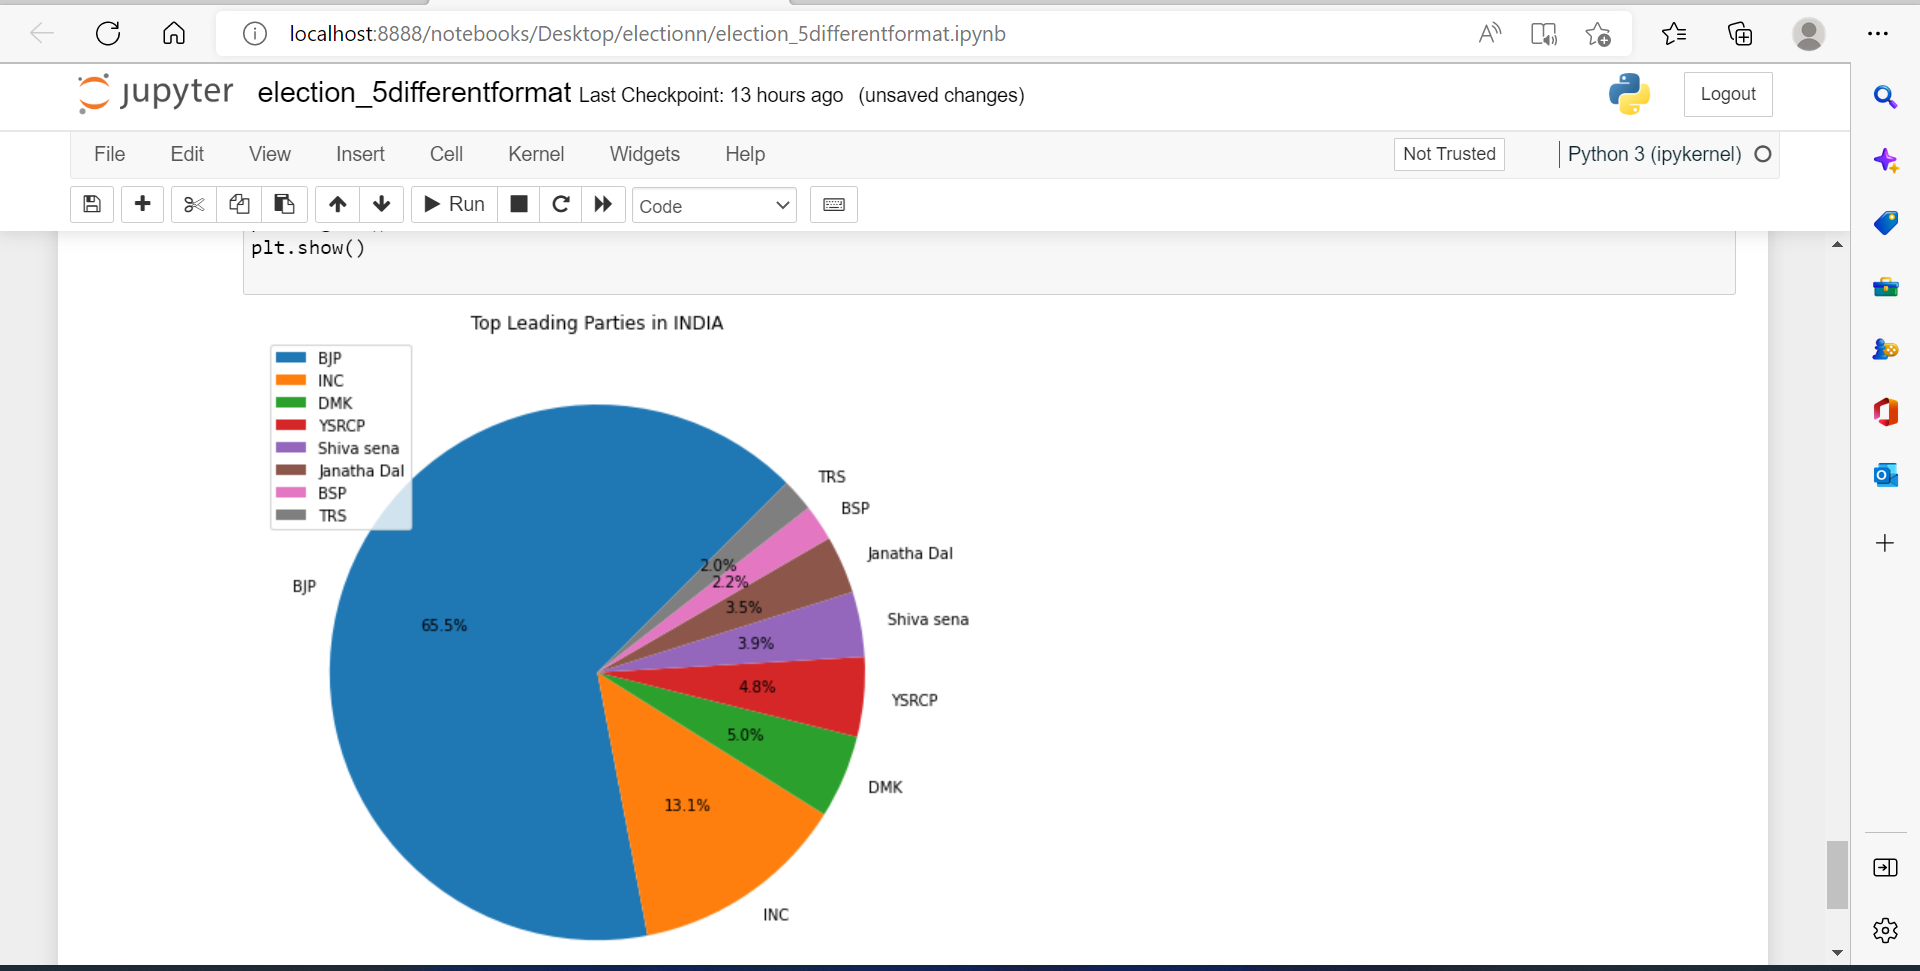 localhost:8888/notebooks/Desktop/electionn/election_5differentformat.ipynb
jupyter election_5differentformat Last Checkpoint: 13 hours ago (unsaved changes)
Logout
File Edit View Insert Cell Kernel Widgets Help
Not Trusted
Python 3 (ipykernel)
Run
Code
plt.show()
Top Leading Parties in INDIA
BJP
INC
DMK
YSRCP
Shiva sena
Janatha Dal
BSP
TRS
TRS
BSP
Janatha Dal
2.0%
2.2%
BJP
3.5%
Shiva sena
65.5%
3.9%
4.8%
YSRCP
5.0%
DMK
13.1%
INC